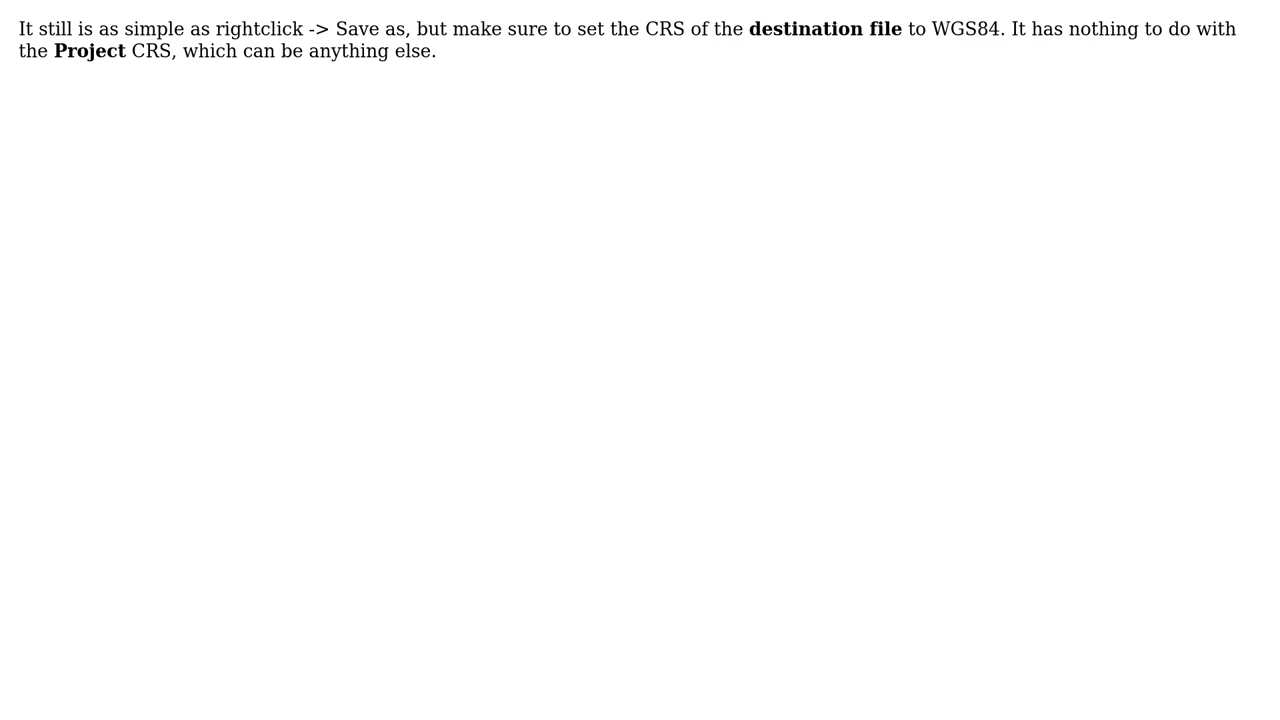 It still is as simple as rightclick -> Save as, but make sure to set the CRS of the destination file to WGS84. It has nothing to do with
the Project CRS, which can be anything else.